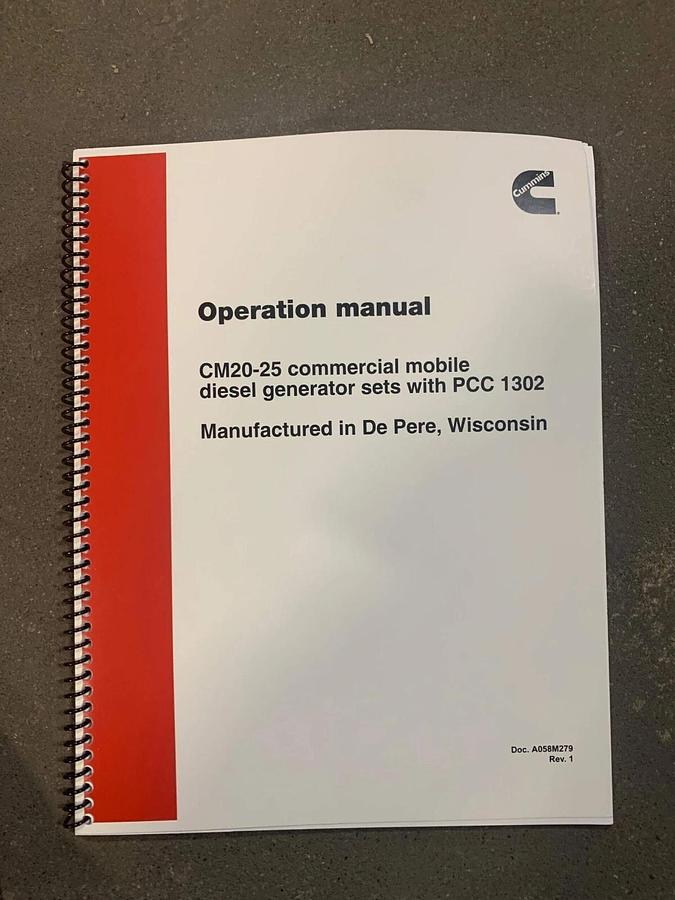 Cummins
Operation manual
CM20-25 commercial mobile
diesel generator sets with PCC 1302
Manufactured in De Pere, Wisconsin
Doc. A058M279
Rev. 1